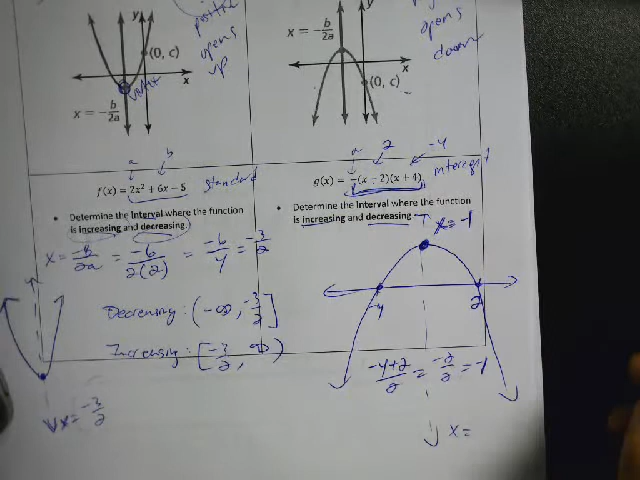 positive
opens
up
y
(0, c)
x
vertex
x = -b/2a
y
opens
down
x = -b/2a
(0, c)
x
a b
f(x) = 2x² + 6x - 5 standard
• Determine the interval where the function
is increasing and decreasing.
x = -b/2a = -6/2(2) = -6/4 = -3/2
Decreasing: (-∞, -3/2]
Increasing: [-3/2, ∞)
x = -3/2
a 2 -4
g(x) = -(x - 2)(x + 4) intercept
• Determine the interval where the function
is increasing and decreasing.
x = -1
-4
2
-4+2/2 = -2/2 = -1
x =